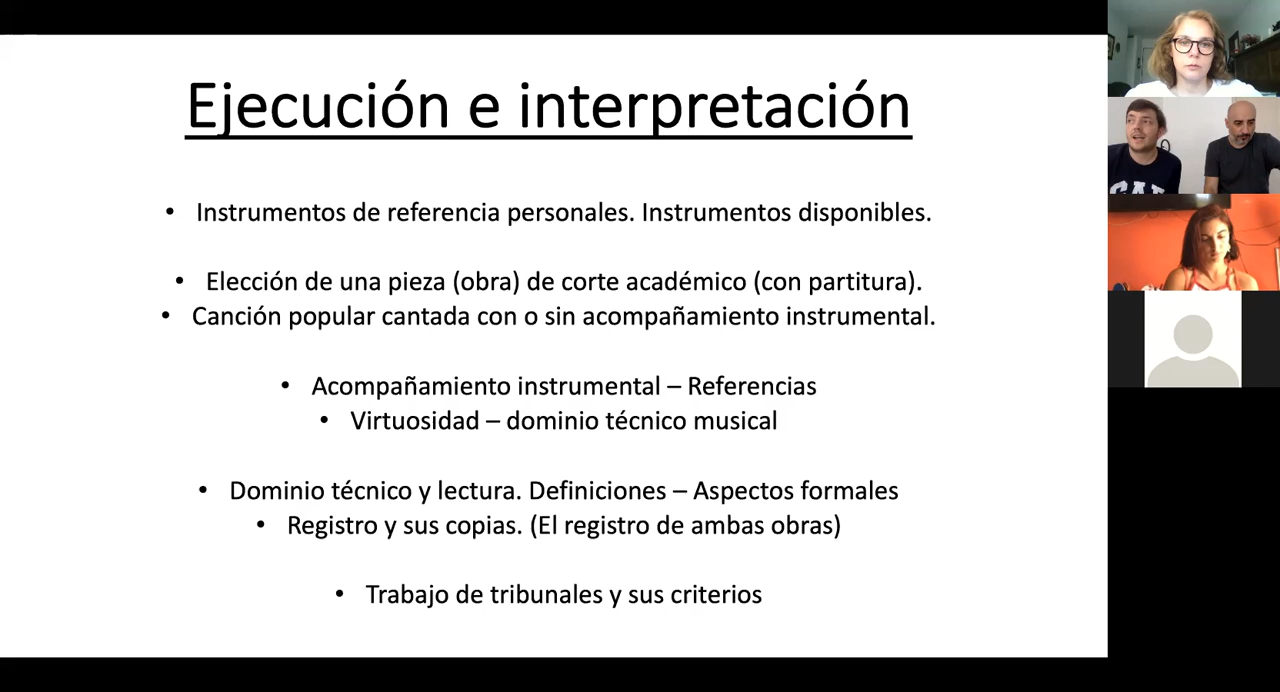 Ejecución e interpretación
• Instrumentos de referencia personales. Instrumentos disponibles.
• Elección de una pieza (obra) de corte académico (con partitura).
• Canción popular cantada con o sin acompañamiento instrumental.
• Acompañamiento instrumental – Referencias
• Virtuosidad – dominio técnico musical
• Dominio técnico y lectura. Definiciones – Aspectos formales
• Registro y sus copias. (El registro de ambas obras)
• Trabajo de tribunales y sus criterios